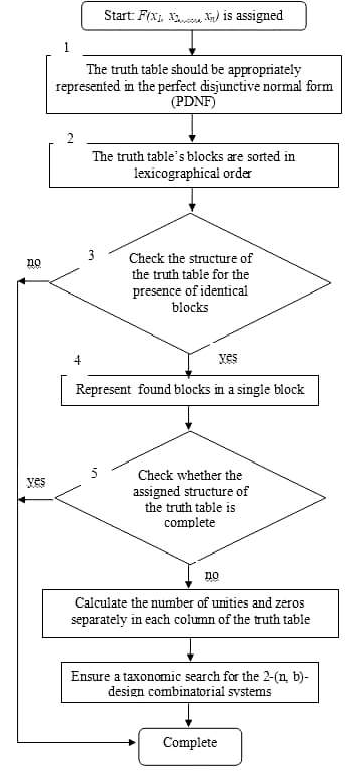 Start: F(x1, x2,......, xn) is assigned
1
The truth table should be appropriately
represented in the perfect disjunctive normal form
(PDNF)
2
The truth table's blocks are sorted in
lexicographical order
3
no
Check the structure of
the truth table for the
presence of identical
blocks
4
yes
Represent found blocks in a single block
5
yes
Check whether the
assigned structure of
the truth table is
complete
no
Calculate the number of unities and zeros
separately in each column of the truth table
Ensure a taxonomic search for the 2-(n, b)-
design combinatorial systems
Complete